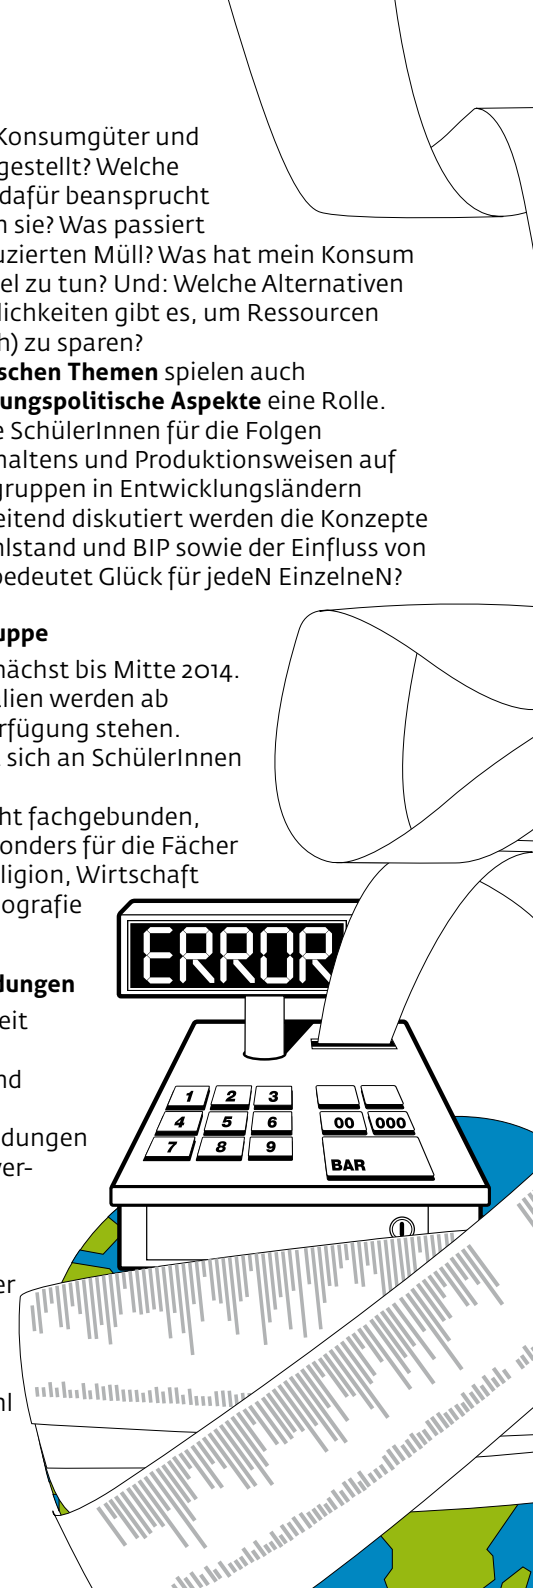 Konsumgüter und
gestellt? Welche
dafür beansprucht
n sie? Was passiert
uzierten Müll? Was hat mein Konsum
el zu tun? Und: Welche Alternativen
lichkeiten gibt es, um Ressourcen
h) zu sparen?
ischen Themen spielen auch
ungspolitische Aspekte eine Rolle.
e SchülerInnen für die Folgen
haltens und Produktionsweisen auf
gruppen in Entwicklungsländern
eitend diskutiert werden die Konzepte
hlstand und BIP sowie der Einfluss von
bedeutet Glück für jedeN EinzelneN?
uppe
nächst bis Mitte 2014.
alien werden ab
rfügung stehen.
t sich an SchülerInnen
ht fachgebunden,
onders für die Fächer
ligion, Wirtschaft
ografie
dungen
eit
nd
dungen
ver-
er
hl
ERROR
1 2 3
4 5 6 00 000
7 8 9
BAR